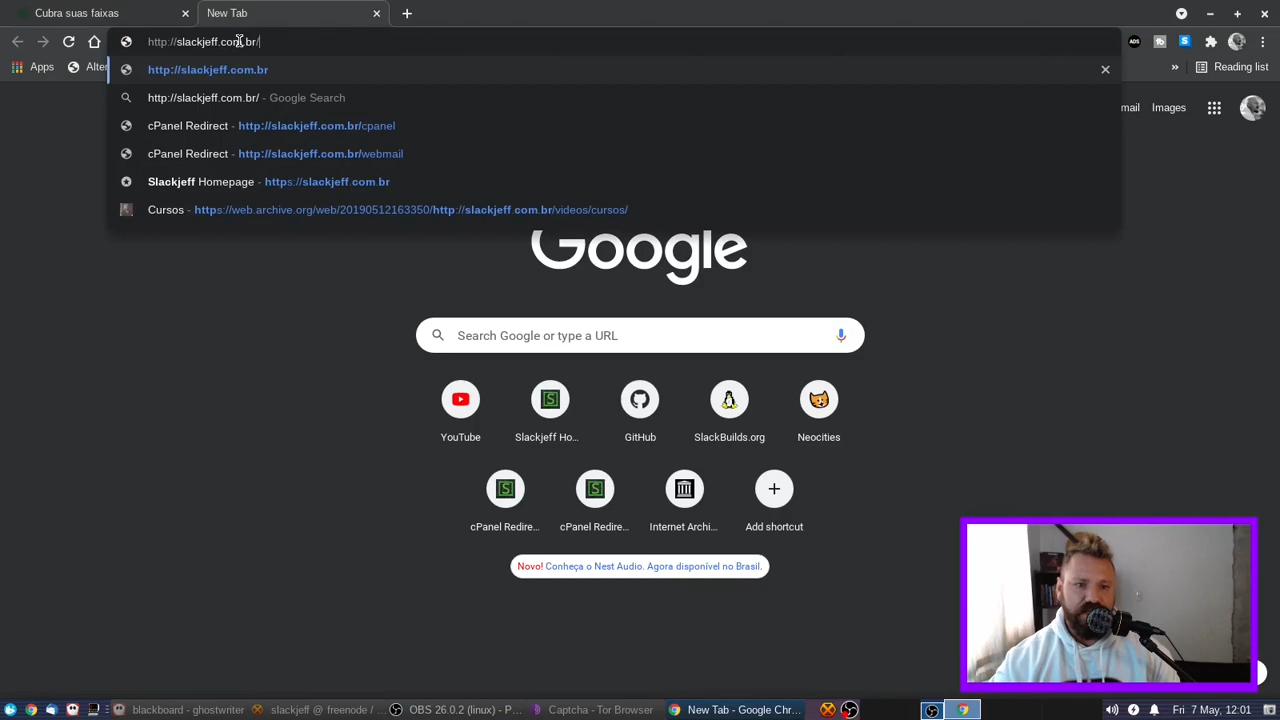 Cubra suas faixas
New Tab
http://slackjeff.com.br/
http://slackjeff.com.br
http://slackjeff.com.br/ - Google Search
cPanel Redirect - http://slackjeff.com.br/cpanel
cPanel Redirect - http://slackjeff.com.br/webmail
Slackjeff Homepage - https://slackjeff.com.br
Cursos - https://web.archive.org/web/20190512163350/http://slackjeff.com.br/videos/cursos/
ADS
Apps
Alter
» Reading list
mail Images
Google
Search Google or type a URL
YouTube
Slackjeff Ho...
GitHub
SlackBuilds.org
Neocities
cPanel Redire...
cPanel Redire...
Internet Archi...
Add shortcut
Novo! Conheça o Nest Audio. Agora disponível no Brasil.
blackboard - ghostwriter
slackjeff @ freenode / ...
OBS 26.0.2 (linux) - P...
Captcha - Tor Browser
New Tab - Google Chr...
Fri 7 May, 12:01